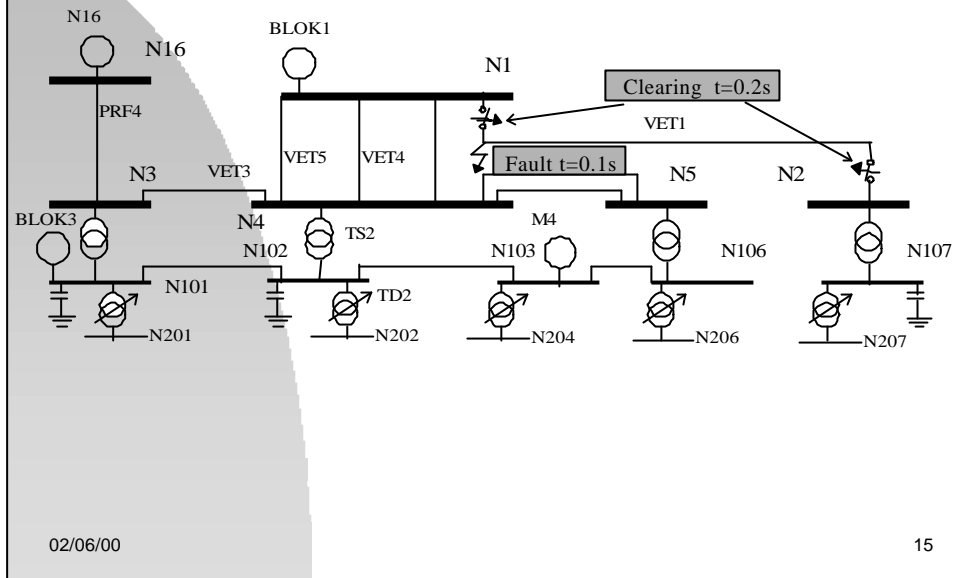 N16
BLOK1
N16
N1
Clearing t=0.2s
PRF4
VET1
VET5
VET4
Fault t=0.1s
VET3
N3
N5
N2
N4
BLOK3
TS2
M4
N102
N103
N106
N107
N101
TD2
N201
N202
N204
N206
N207
02/06/00
15